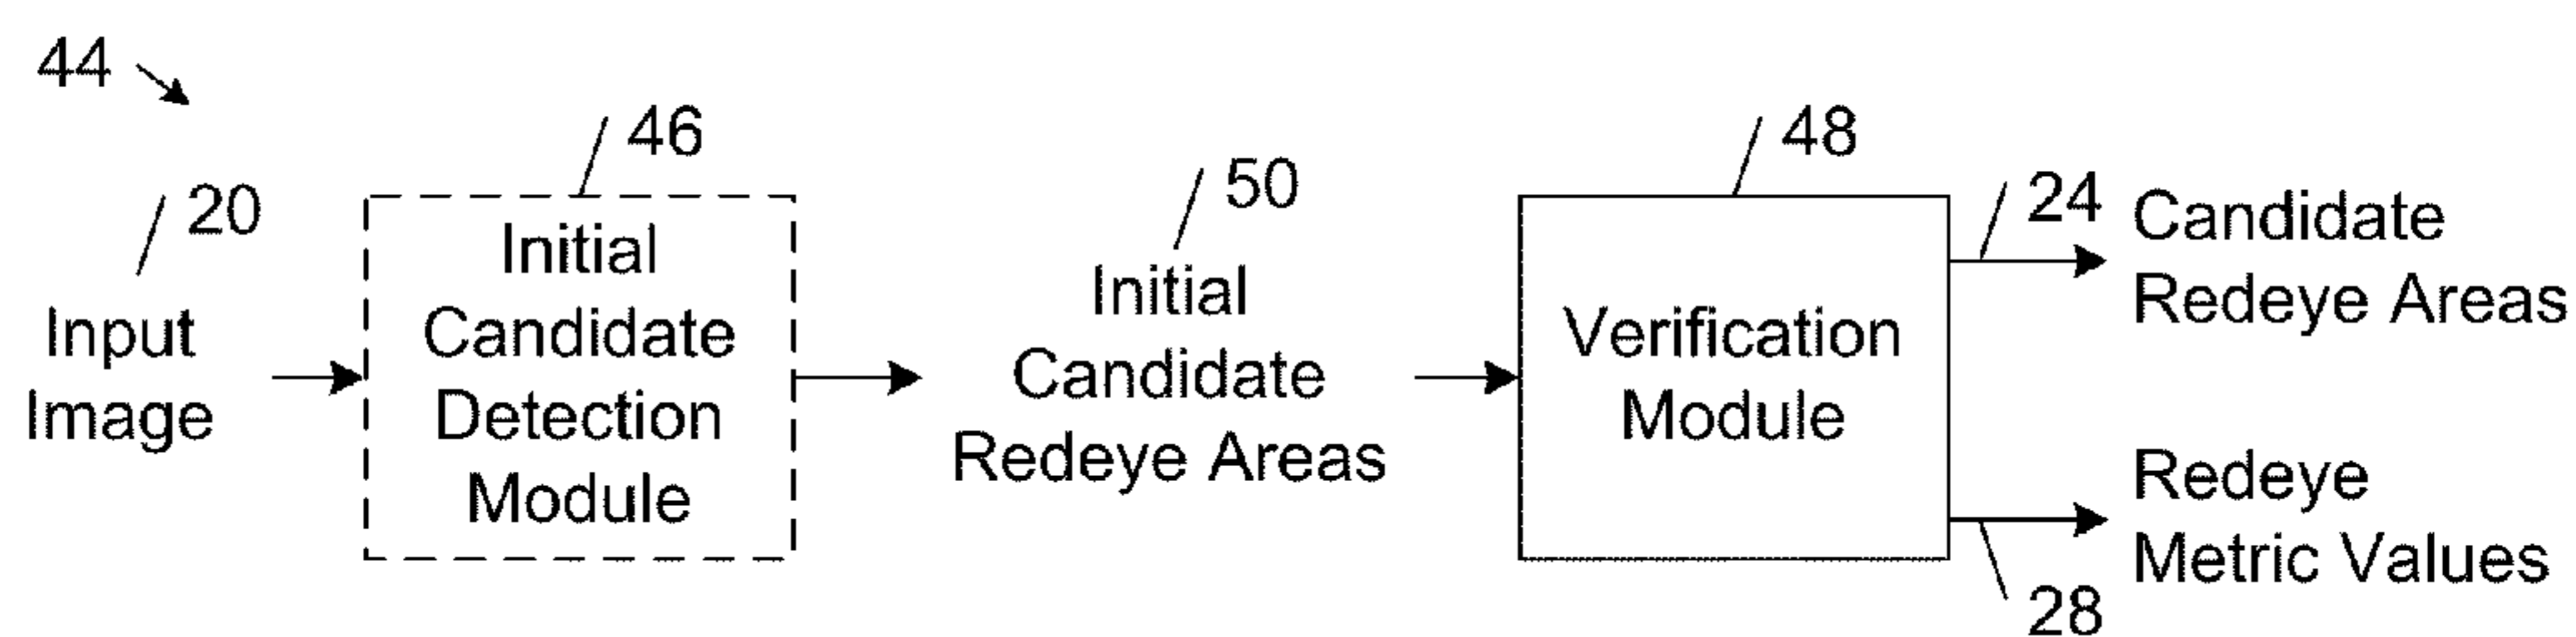 44
20
Input
Image
46
Initial
Candidate
Detection
Module
50
Initial
Candidate
Redeye Areas
48
Verification
Module
24
Candidate
Redeye Areas
Redeye
Metric Values
28